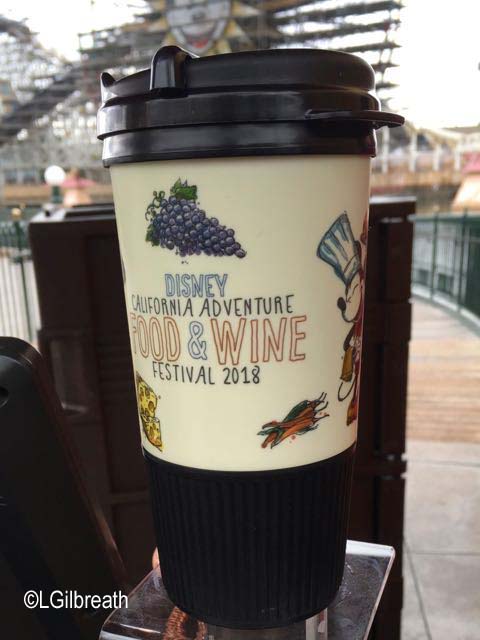 DISNEY
CALIFORNIA ADVENTURE
FOOD & WINE
FESTIVAL 2018
©LGilbreath